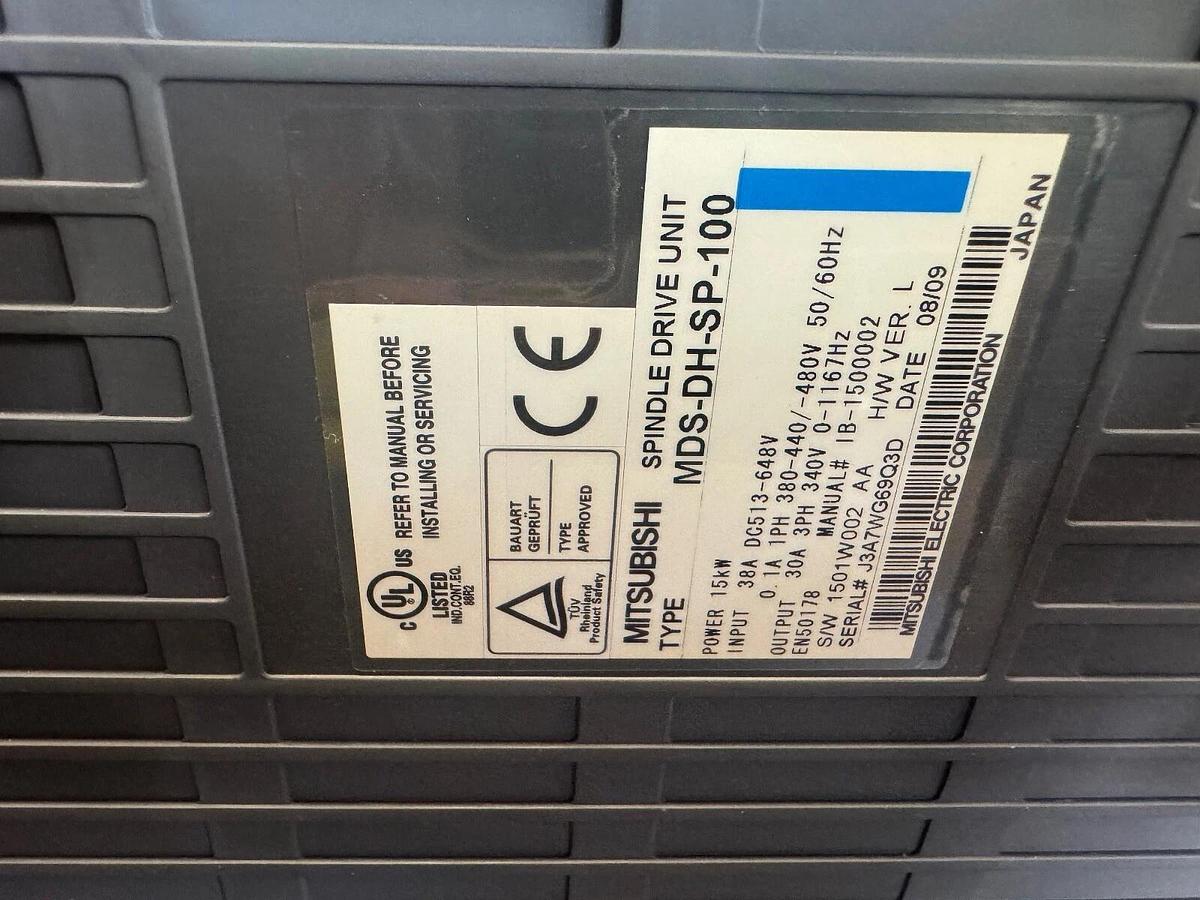 c UL US ®
LISTED
IND.CONT.EQ.
88R2
REFER TO MANUAL BEFORE
INSTALLING OR SERVICING
TÜV
Rheinland
Product Safety
BAUART
GEPRÜFT
TYPE
APPROVED
CE
MITSUBISHI SPINDLE DRIVE UNIT
TYPE MDS-DH-SP-100
POWER 15kW
INPUT 38A DC513-648V
0.1A 1PH 380-440/-480V 50/60Hz
OUTPUT 30A 3PH 340V 0-1167Hz
EN50178 MANUAL# IB-1500002
S/W 1501W002 AA H/W VER. L
SERIAL# J3A7WG69Q3D DATE 08/09
MITSUBISHI ELECTRIC CORPORATION JAPAN